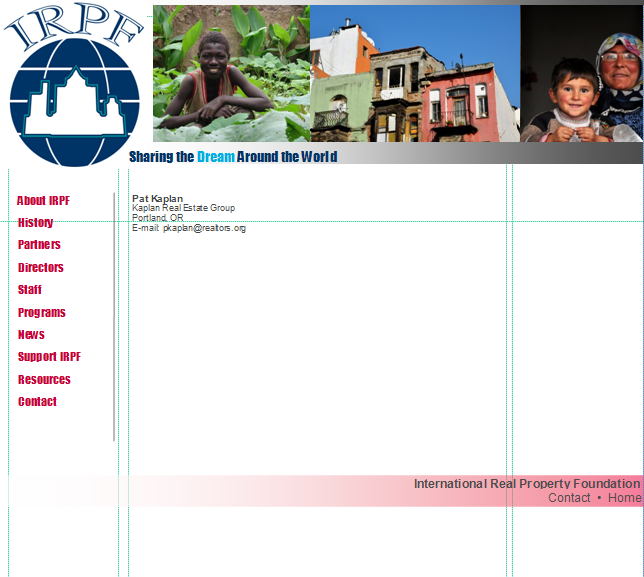 IRPF
Sharing the Dream Around the World
About IRPF
History
Partners
Directors
Staff
Programs
News
Support IRPF
Resources
Contact
Pat Kaplan
Kaplan Real Estate Group
Portland, OR
E-mail: pkaplan@realtors.org
International Real Property Foundation
Contact • Home